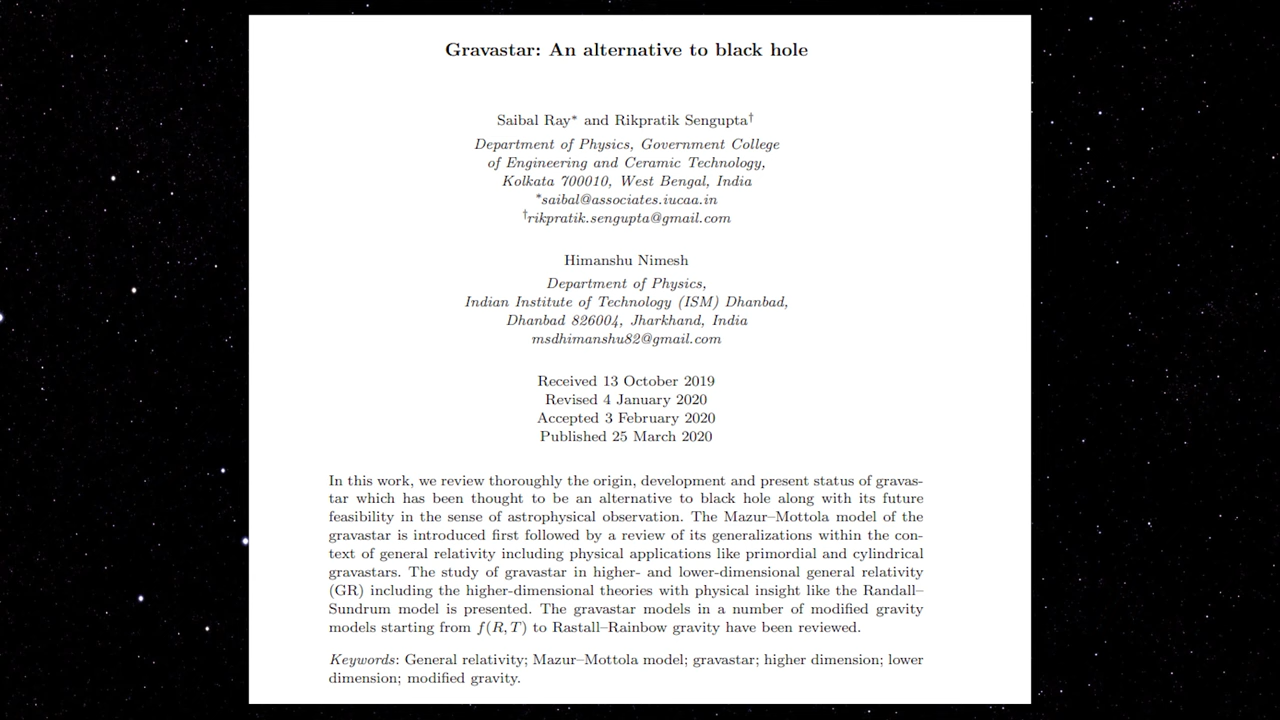 Gravastar: An alternative to black hole
Saibal Ray* and Rikpratik Sengupta†
Department of Physics, Government College
of Engineering and Ceramic Technology,
Kolkata 700010, West Bengal, India
*saibal@associates.iucaa.in
†rikpratik.sengupta@gmail.com
Himanshu Nimesh
Department of Physics,
Indian Institute of Technology (ISM) Dhanbad,
Dhanbad 826004, Jharkhand, India
msdhimanshu82@gmail.com
Received 13 October 2019
Revised 4 January 2020
Accepted 3 February 2020
Published 25 March 2020
In this work, we review thoroughly the origin, development and present status of gravas-
tar which has been thought to be an alternative to black hole along with its future
feasibility in the sense of astrophysical observation. The Mazur–Mottola model of the
gravastar is introduced first followed by a review of its generalizations within the con-
text of general relativity including physical applications like primordial and cylindrical
gravastars. The study of gravastar in higher- and lower-dimensional general relativity
(GR) including the higher-dimensional theories with physical insight like the Randall–
Sundrum model is presented. The gravastar models in a number of modified gravity
models starting from f(R, T) to Rastall–Rainbow gravity have been reviewed.
Keywords: General relativity; Mazur–Mottola model; gravastar; higher dimension; lower
dimension; modified gravity.